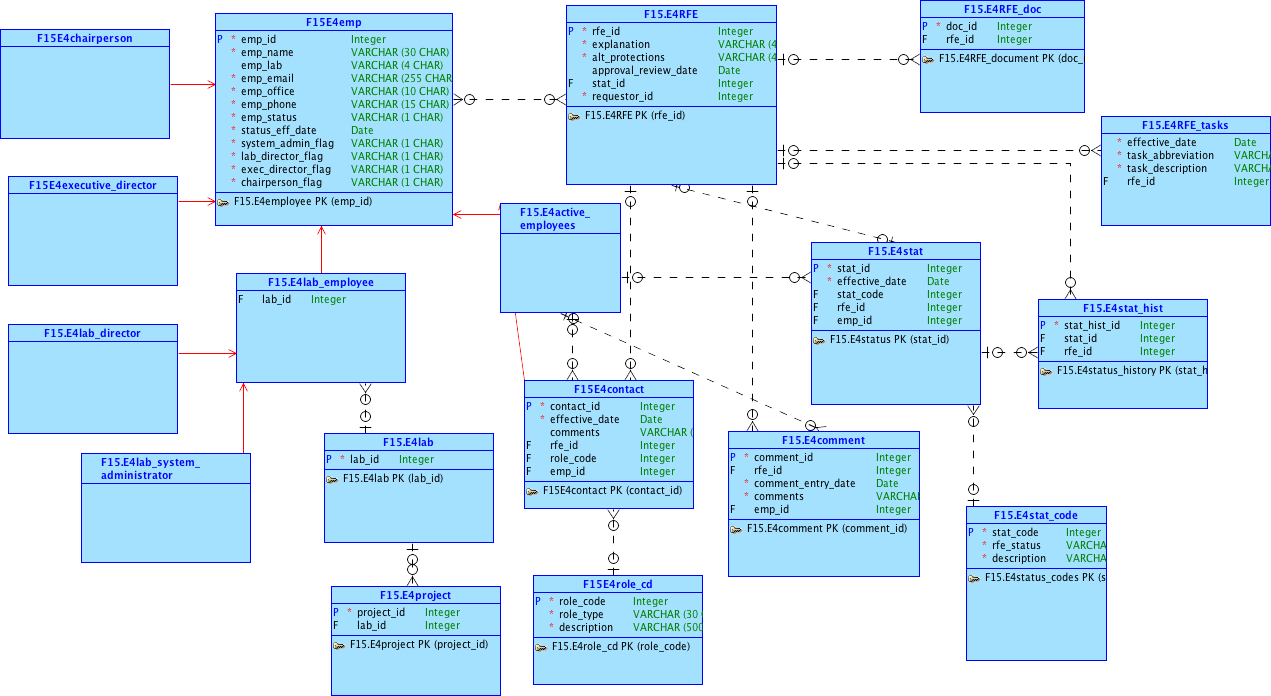 F15E4chairperson
F15E4emp
P * emp_id Integer
* emp_name VARCHAR (30 CHAR)
emp_lab VARCHAR (4 CHAR)
* emp_email VARCHAR (255 CHAR
* emp_office VARCHAR (10 CHAR)
* emp_phone VARCHAR (15 CHAR)
* emp_status VARCHAR (1 CHAR)
* status_eff_date Date
* system_admin_flag VARCHAR (1 CHAR)
* lab_director_flag VARCHAR (1 CHAR)
* exec_director_flag VARCHAR (1 CHAR)
* chairperson_flag VARCHAR (1 CHAR)
F15.E4employee PK (emp_id)
F15.E4RFE
P * rfe_id Integer
* explanation VARCHAR (4
* alt_protections VARCHAR (4
approval_review_date Date
F stat_id Integer
* requestor_id Integer
F15.E4RFE PK (rfe_id)
F15.E4RFE_doc
P * doc_id Integer
F rfe_id Integer
F15.E4RFE_document PK (doc_
F15.E4RFE_tasks
* effective_date Date
* task_abbreviation VARCHA
* task_description VARCHA
F rfe_id Integer
F15E4executive_director
F15.E4active_
employees
F15.E4lab_employee
F lab_id Integer
F15.E4stat
P * stat_id Integer
* effective_date Date
F stat_code Integer
F rfe_id Integer
F emp_id Integer
F15.E4status PK (stat_id)
F15.E4stat_hist
P * stat_hist_id Integer
F stat_id Integer
F rfe_id Integer
F15.E4status_history PK (stat_h
F15.E4lab_director
F15E4contact
P * contact_id Integer
* effective_date Date
comments VARCHAR (
F rfe_id Integer
F role_code Integer
F emp_id Integer
F15E4contact PK (contact_id)
F15.E4lab
P * lab_id Integer
F15.E4lab PK (lab_id)
F15.E4comment
P * comment_id Integer
F rfe_id Integer
* comment_entry_date Date
* comments VARCHA
F emp_id Integer
F15.E4comment PK (comment_id)
F15.E4lab_system_
administrator
F15.E4stat_code
P * stat_code Integer
* rfe_status VARCHA
* description VARCHA
F15.E4status_codes PK (s
F15.E4project
P * project_id Integer
F lab_id Integer
F15.E4project PK (project_id)
F15E4role_cd
P * role_code Integer
* role_type VARCHAR (30
* description VARCHAR (500
F15.E4role_cd PK (role_code)